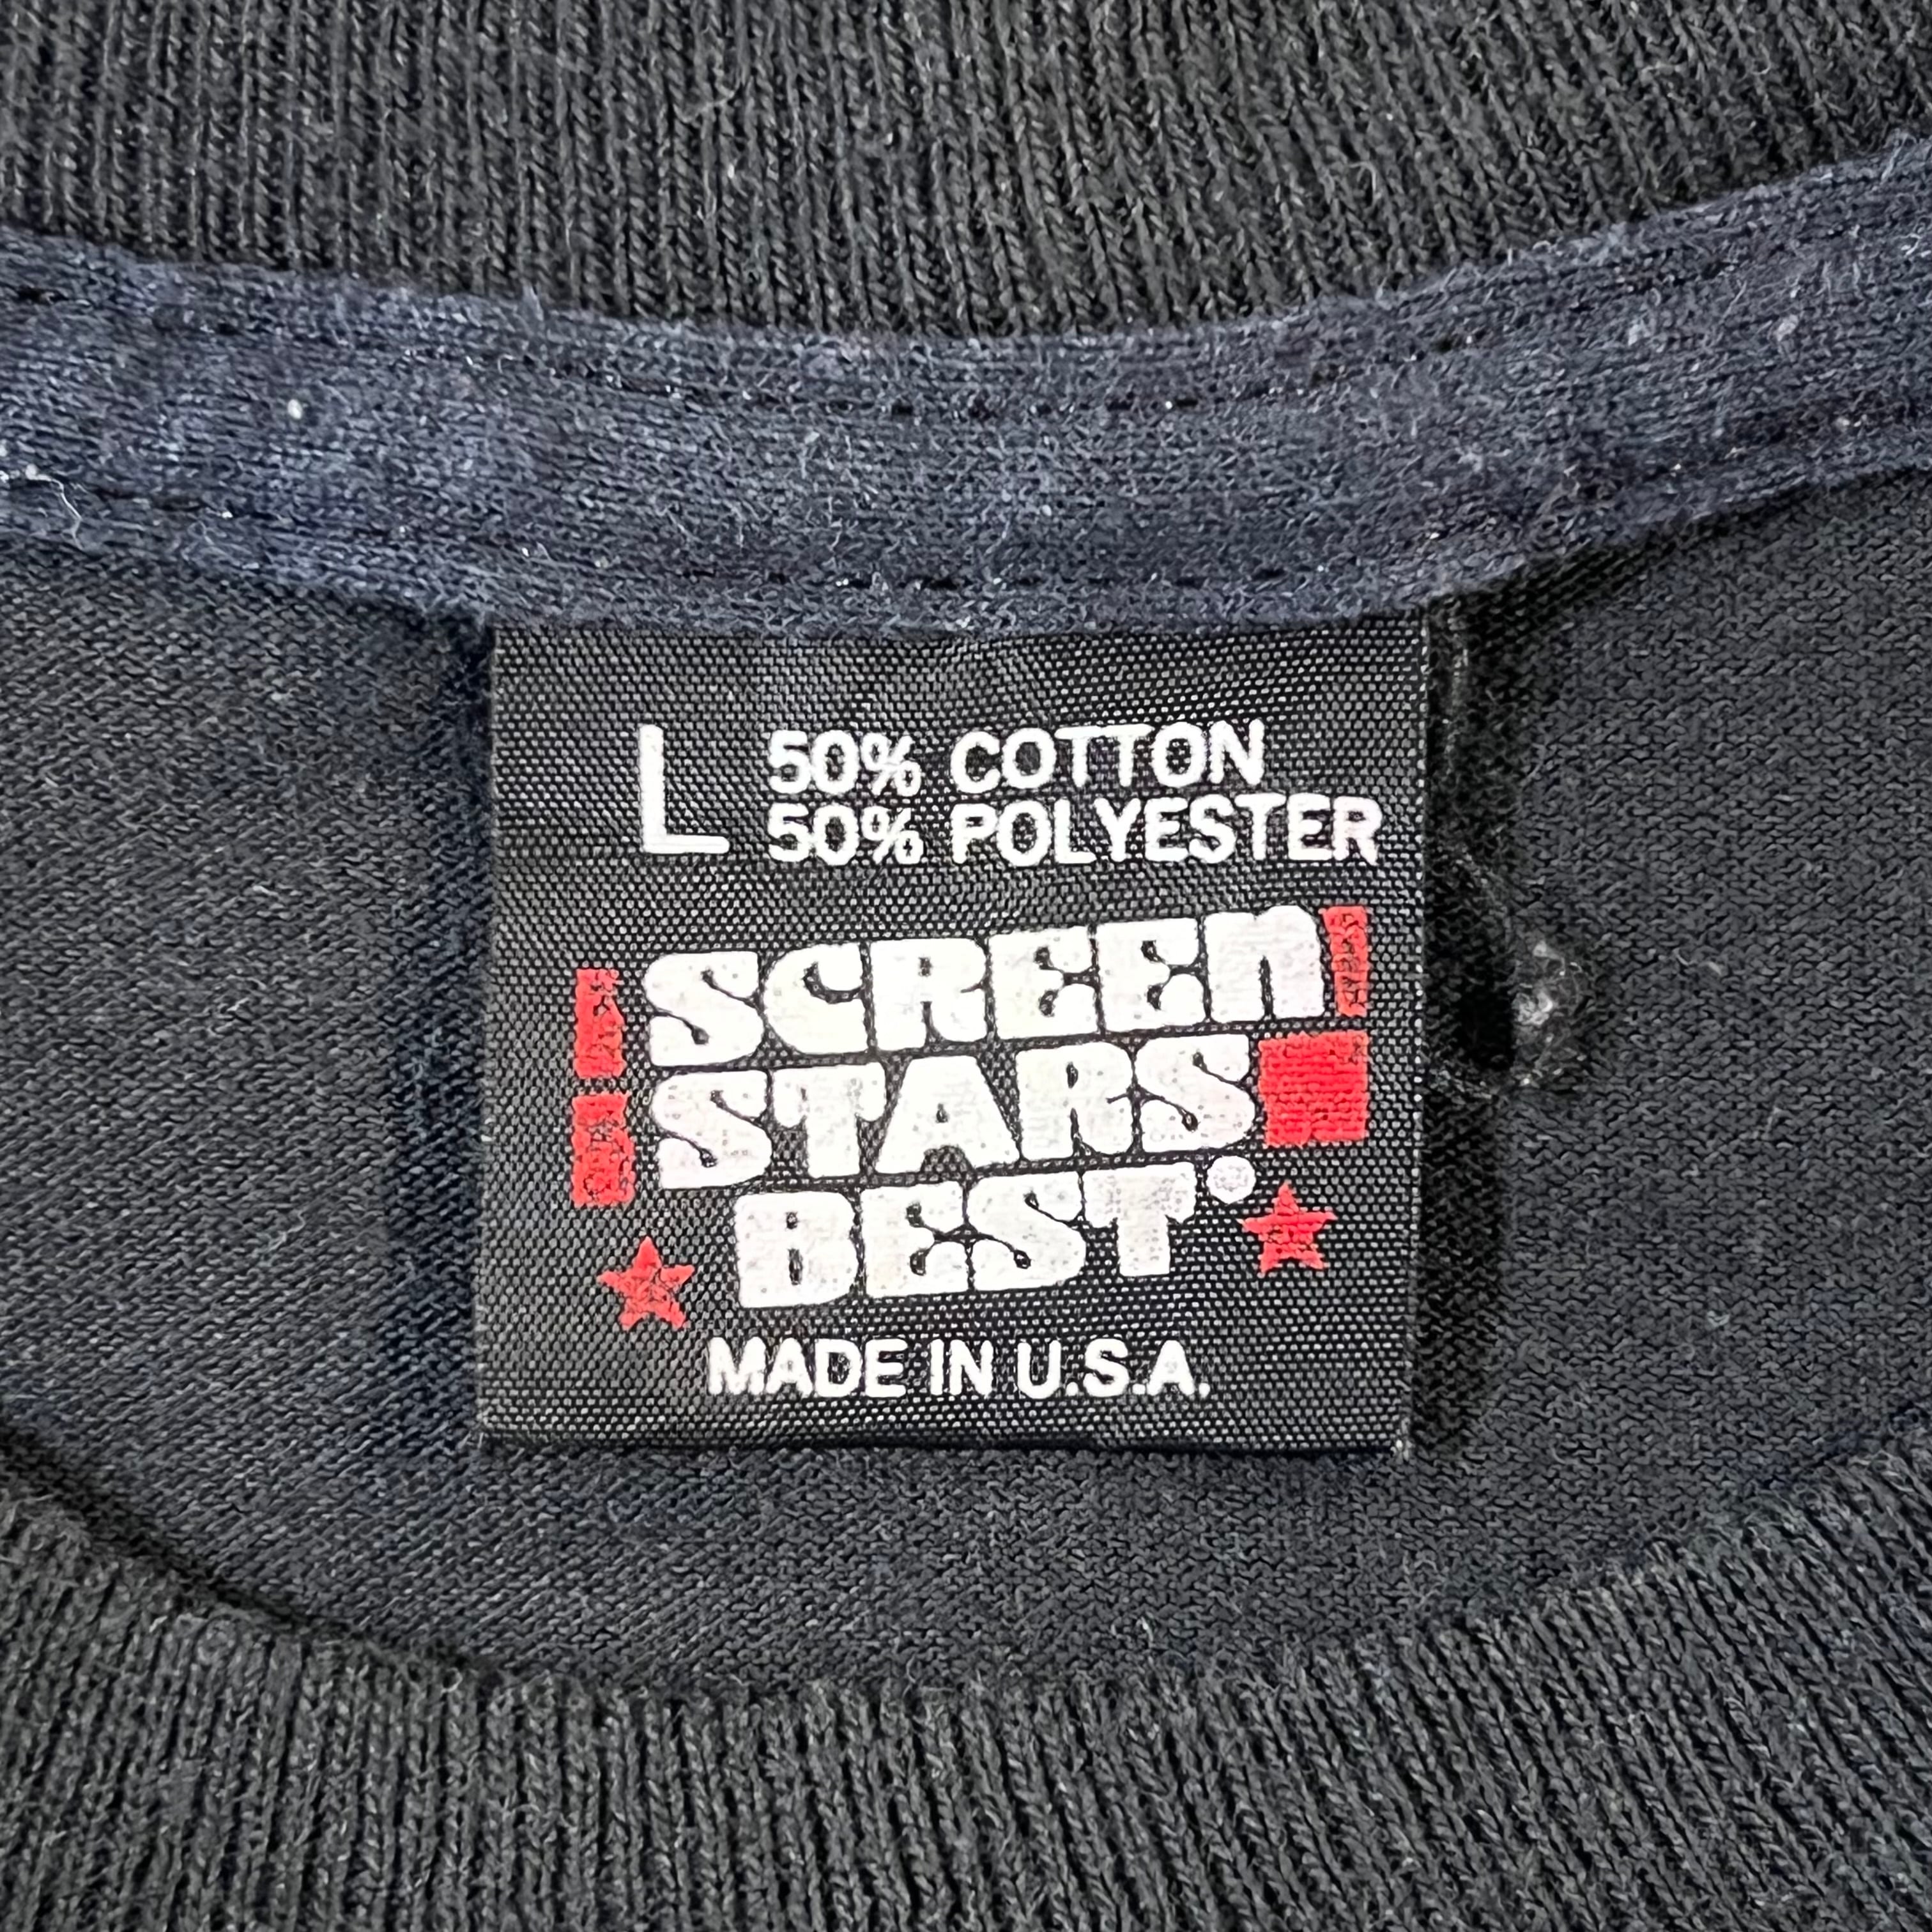 L 50% COTTON
50% POLYESTER
SCREEN
STARS
BEST
MADE IN U.S.A.